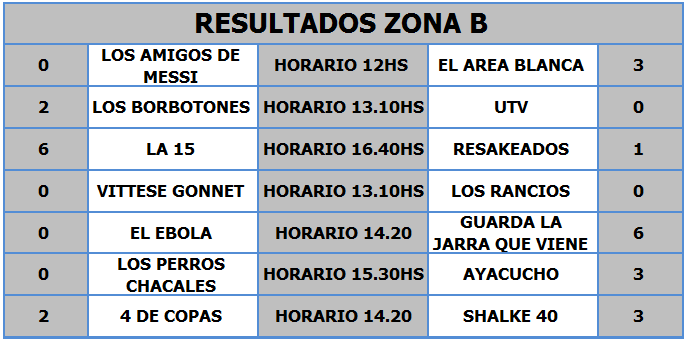 RESULTADOS ZONA B
0 LOS AMIGOS DE MESSI HORARIO 12HS EL AREA BLANCA 3
2 LOS BORBOTONES HORARIO 13.10HS UTV 0
6 LA 15 HORARIO 16.40HS RESAKEADOS 1
0 VITTESE GONNET HORARIO 13.10HS LOS RANCIOS 0
0 EL EBOLA HORARIO 14.20 GUARDA LA JARRA QUE VIENE 6
0 LOS PERROS CHACALES HORARIO 15.30HS AYACUCHO 3
2 4 DE COPAS HORARIO 14.20 SHALKE 40 3